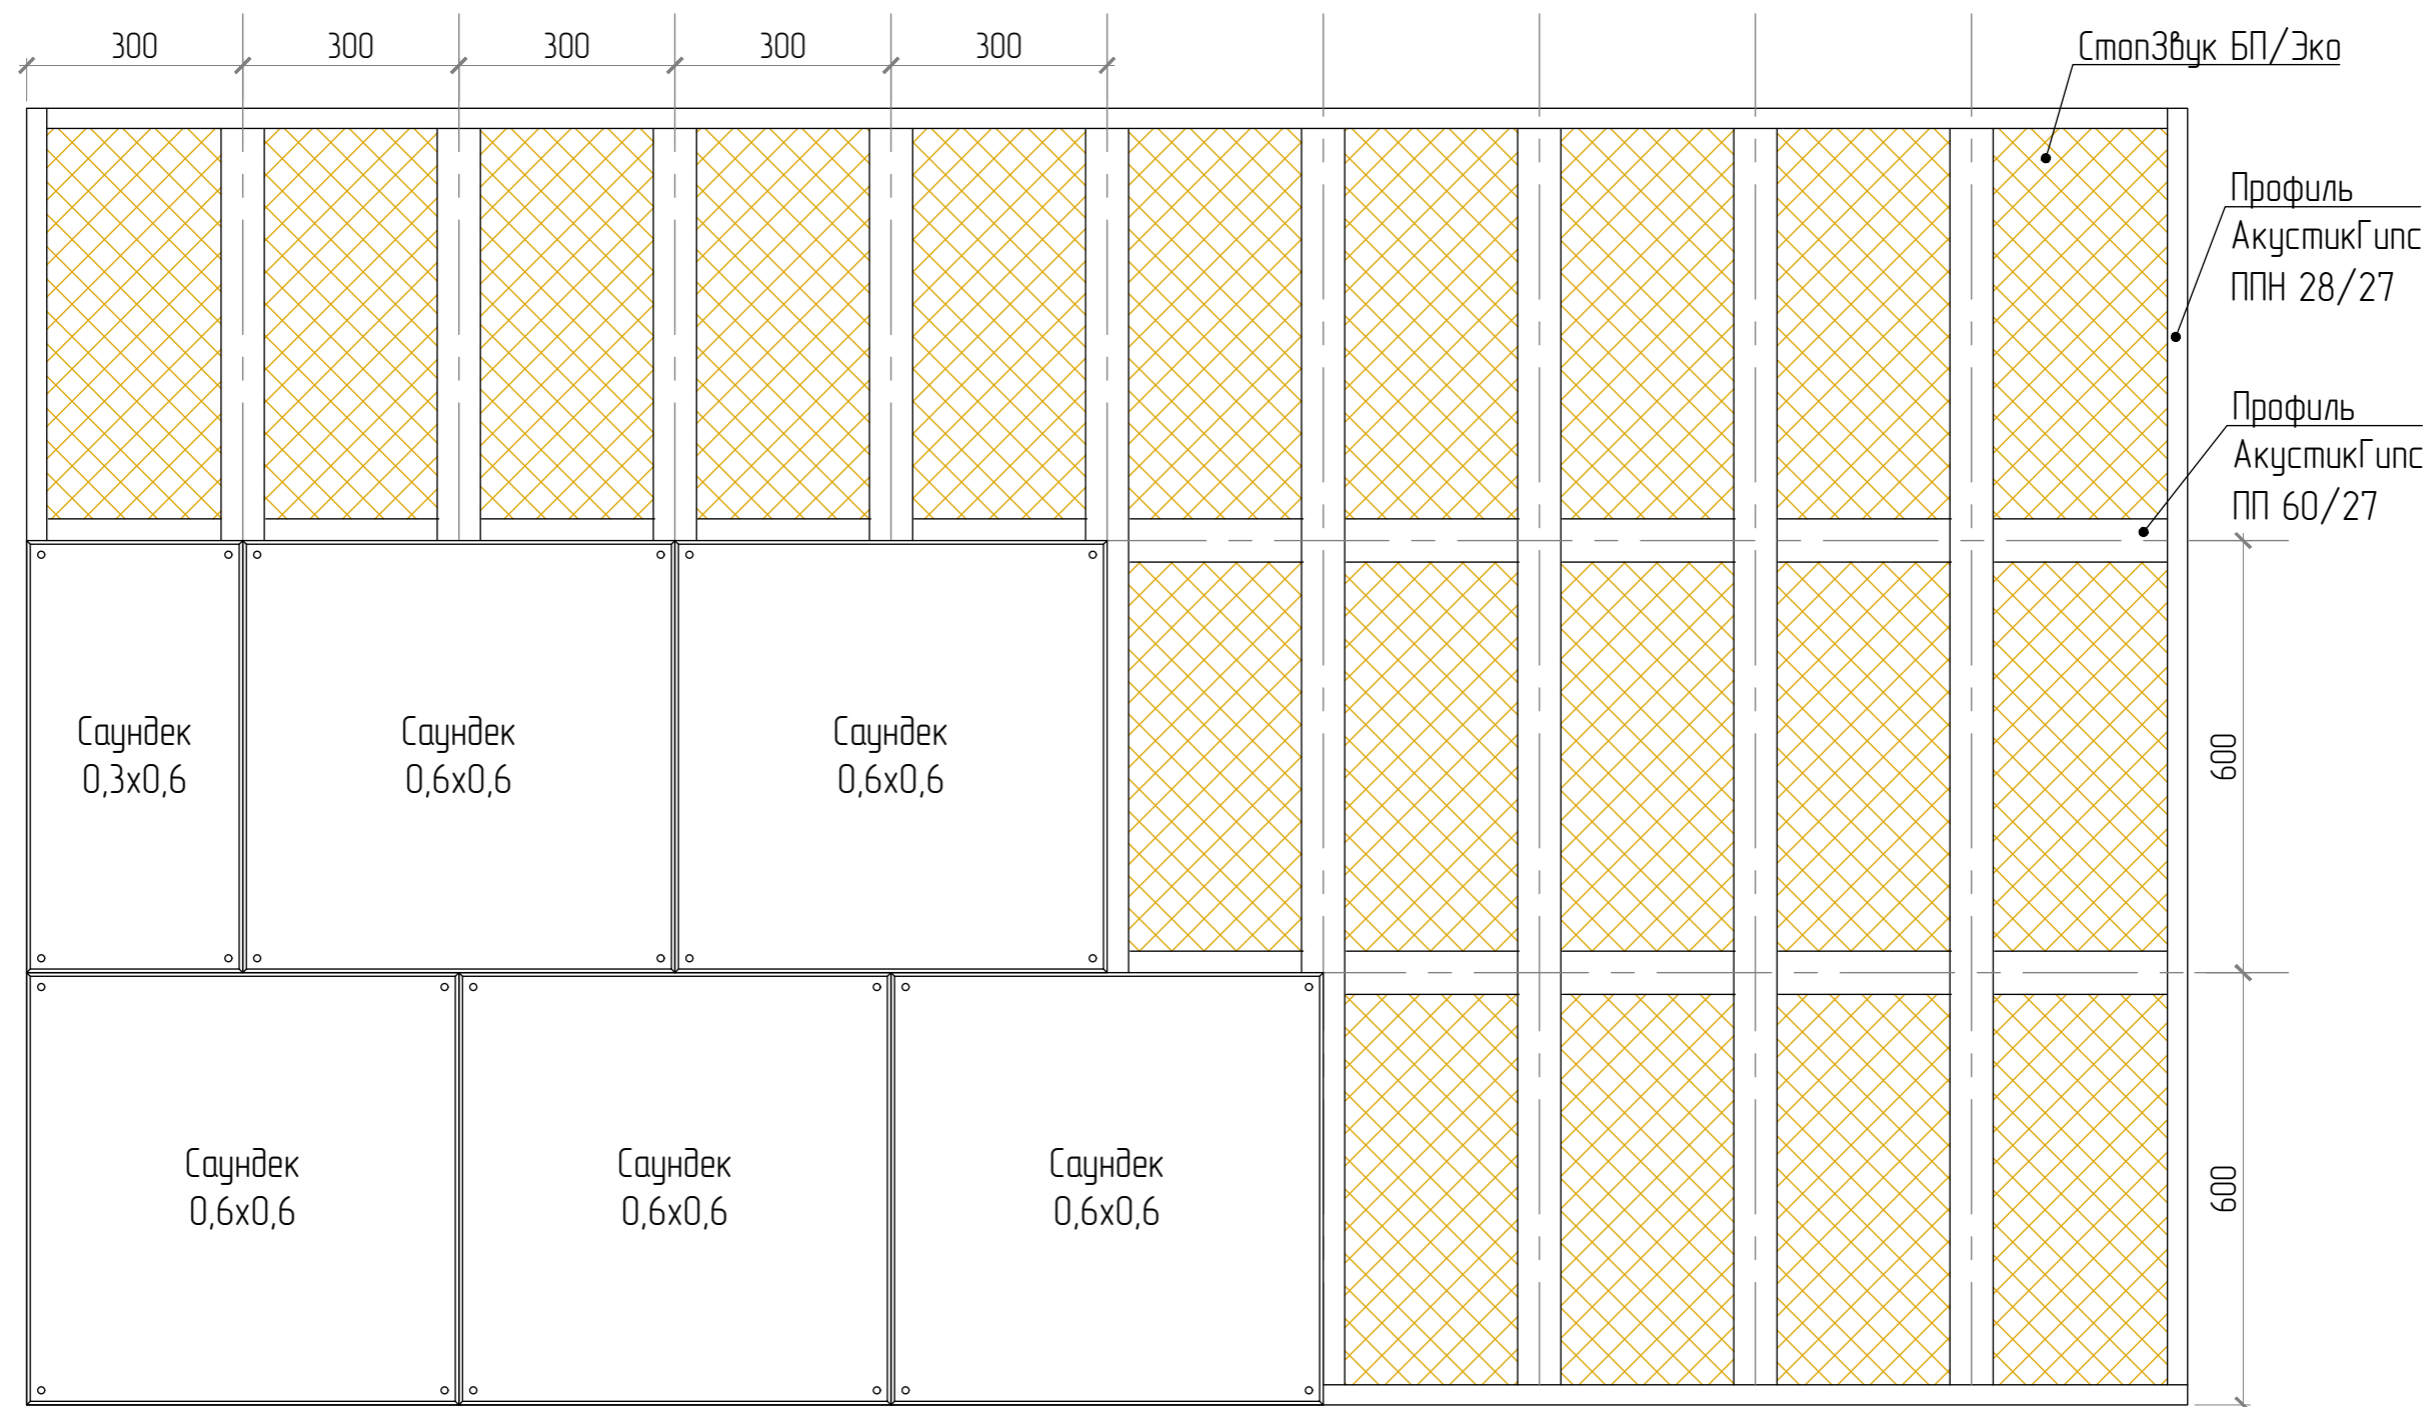 300
300
300
300
300
СтопЗвук БП/Эко
Профиль
АкустикГипс
ППН 28/27
Профиль
АкустикГипс
ПП 60/27
Саундек
0,3х0,6
Саундек
0,6х0,6
Саундек
0,6х0,6
600
Саундек
0,6х0,6
Саундек
0,6х0,6
Саундек
0,6х0,6
600